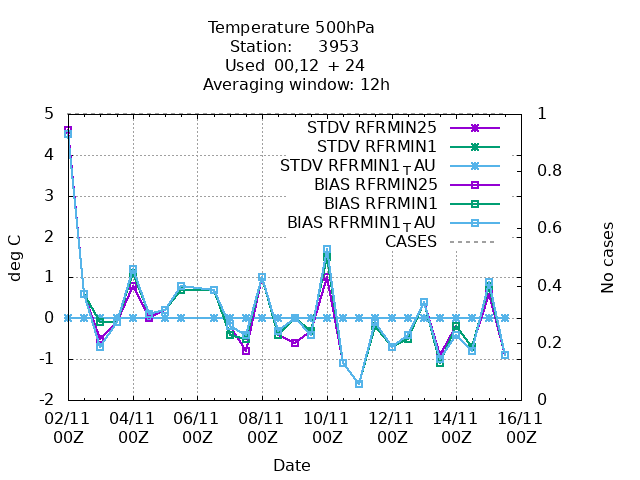 Temperature 500hPa
Station: 3953
Used 00,12 + 24
Averaging window: 12h
5 1
STDV RFRMIN25
STDV RFRMIN1
4
STDV RFRMIN1TAU
0.8
BIAS RFRMIN25
3
BIAS RFRMIN1
BIAS RFRMIN1TAU
0.6
2
CASES
deg C
No cases
1
0.4
0
0.2
-1
-2 0
02/11 04/11 06/11 08/11 10/11 12/11 14/11 16/11
00Z 00Z 00Z 00Z 00Z 00Z 00Z 00Z
Date